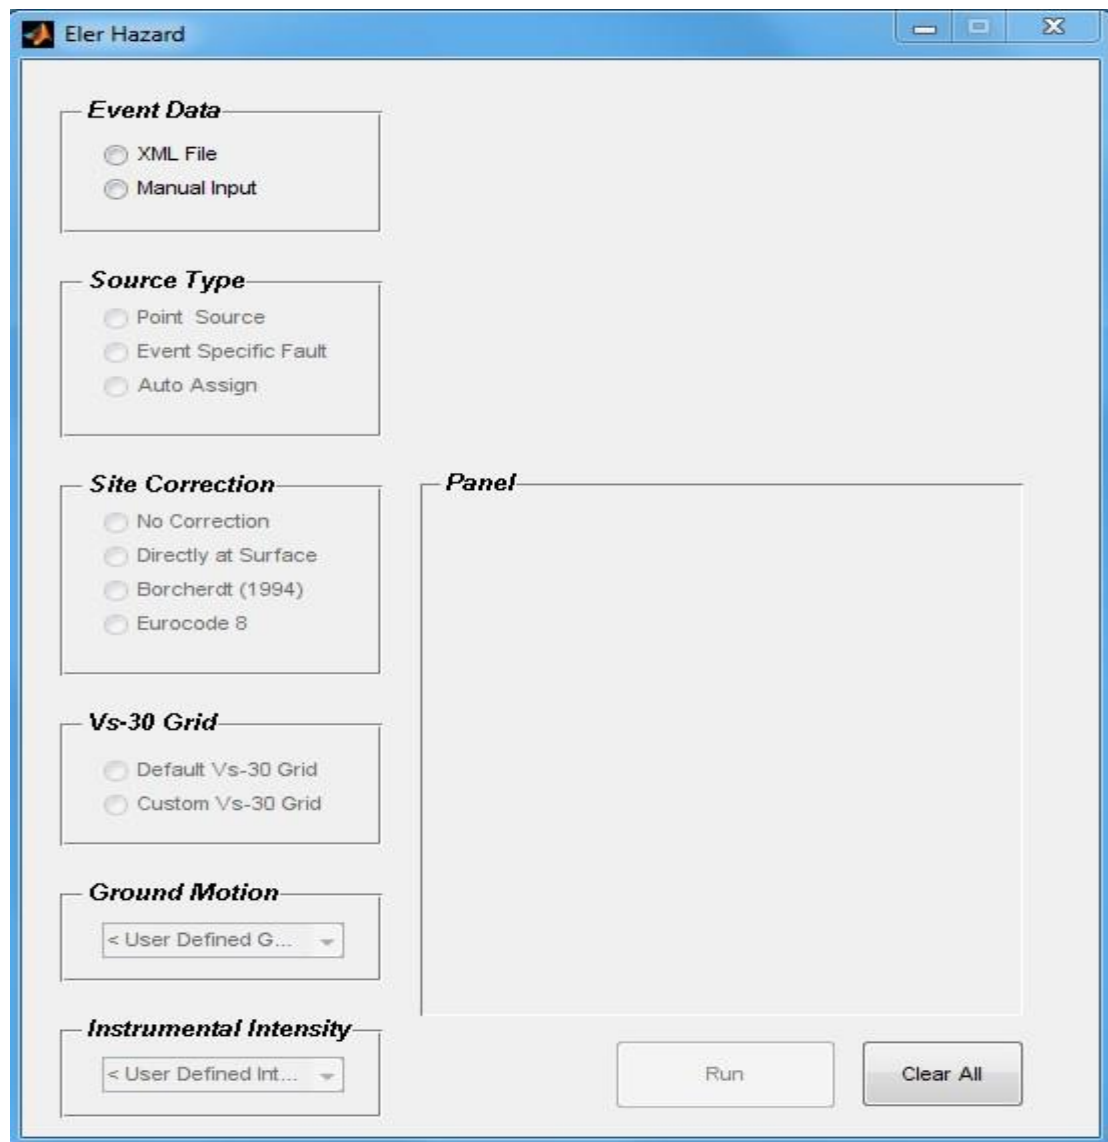 Eler Hazard
Event Data
XML File
Manual Input
Source Type
Point Source
Event Specific Fault
Auto Assign
Site Correction
No Correction
Directly at Surface
Borcherdt (1994)
Eurocode 8
Vs-30 Grid
Default Vs-30 Grid
Custom Vs-30 Grid
Ground Motion
< User Defined G...
Instrumental Intensity
< User Defined Int...
Panel
Run
Clear All